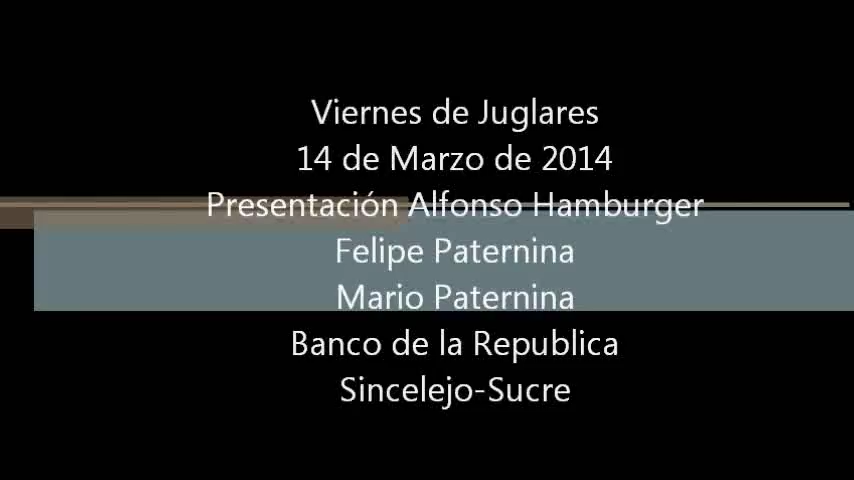 Viernes de Juglares
14 de Marzo de 2014
Presentación Alfonso Hamburger
Felipe Paternina
Mario Paternina
Banco de la Republica
Sincelejo-Sucre